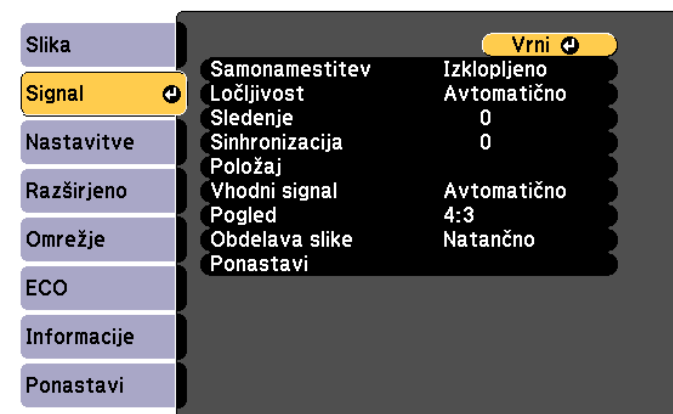 Slika
Signal
Nastavitve
Razširjeno
Omrežje
ECO
Informacije
Ponastavi
Vrni
Samonamestitev Izklopljeno
Ločljivost Avtomatično
Sledenje 0
Sinhronizacija 0
Položaj
Vhodni signal Avtomatično
Pogled 4:3
Obdelava slike Natančno
Ponastavi